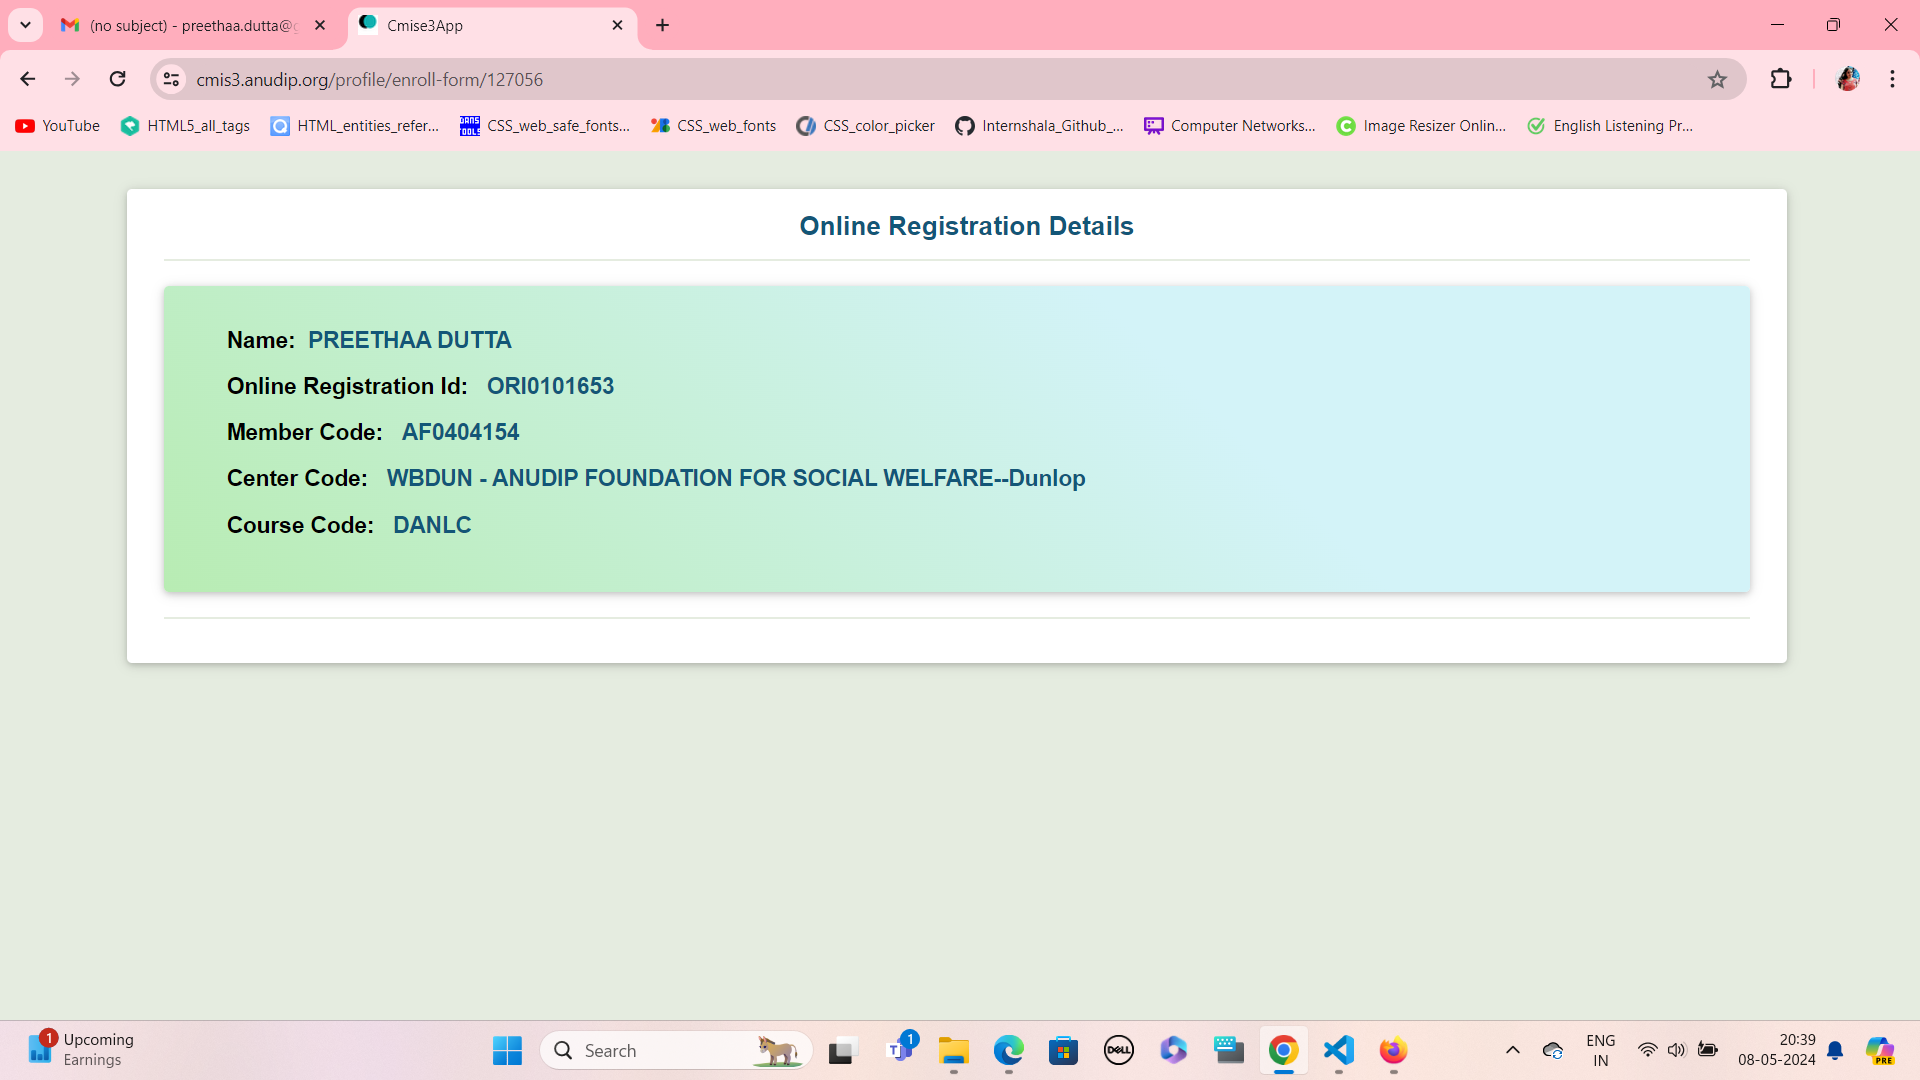 (no subject) - preethaa.dutta@g
Cmise3App
cmis3.anudip.org/profile/enroll-form/127056
YouTube
HTML5_all_tags
HTML_entities_refer...
CSS_web_safe_fonts...
CSS_web_fonts
CSS_color_picker
Internshala_Github_...
Computer Networks...
Image Resizer Onlin...
English Listening Pr...
Online Registration Details
Name: PREETHAA DUTTA
Online Registration Id: ORI0101653
Member Code: AF0404154
Center Code: WBDUN - ANUDIP FOUNDATION FOR SOCIAL WELFARE--Dunlop
Course Code: DANLC
1
Upcoming
Earnings
Search
1
DELL
ENG
IN
20:39
08-05-2024
PRE